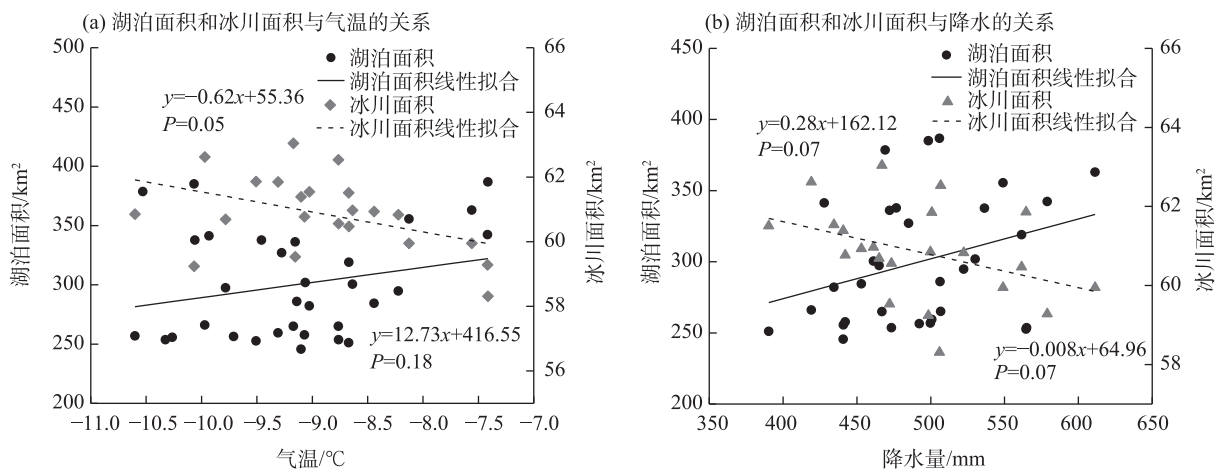 (a) 湖泊面积和冰川面积与气温的关系
500
450
400
350
300
250
200
湖泊面积/km²
66
64
62
60
58
56
冰川面积/km²
湖泊面积
湖泊面积线性拟合
冰川面积
冰川面积线性拟合
y=−0.62x+55.36
P=0.05
y=12.73x+416.55
P=0.18
−11.0 −10.5 −10.0 −9.5 −9.0 −8.5 −8.0 −7.5 −7.0
气温/℃
(b) 湖泊面积和冰川面积与降水的关系
450
400
350
300
250
200
湖泊面积/km²
66
64
62
60
58
冰川面积/km²
湖泊面积
湖泊面积线性拟合
冰川面积
冰川面积线性拟合
y=0.28x+162.12
P=0.07
y=−0.008x+64.96
P=0.07
350 400 450 500 550 600 650
降水量/mm